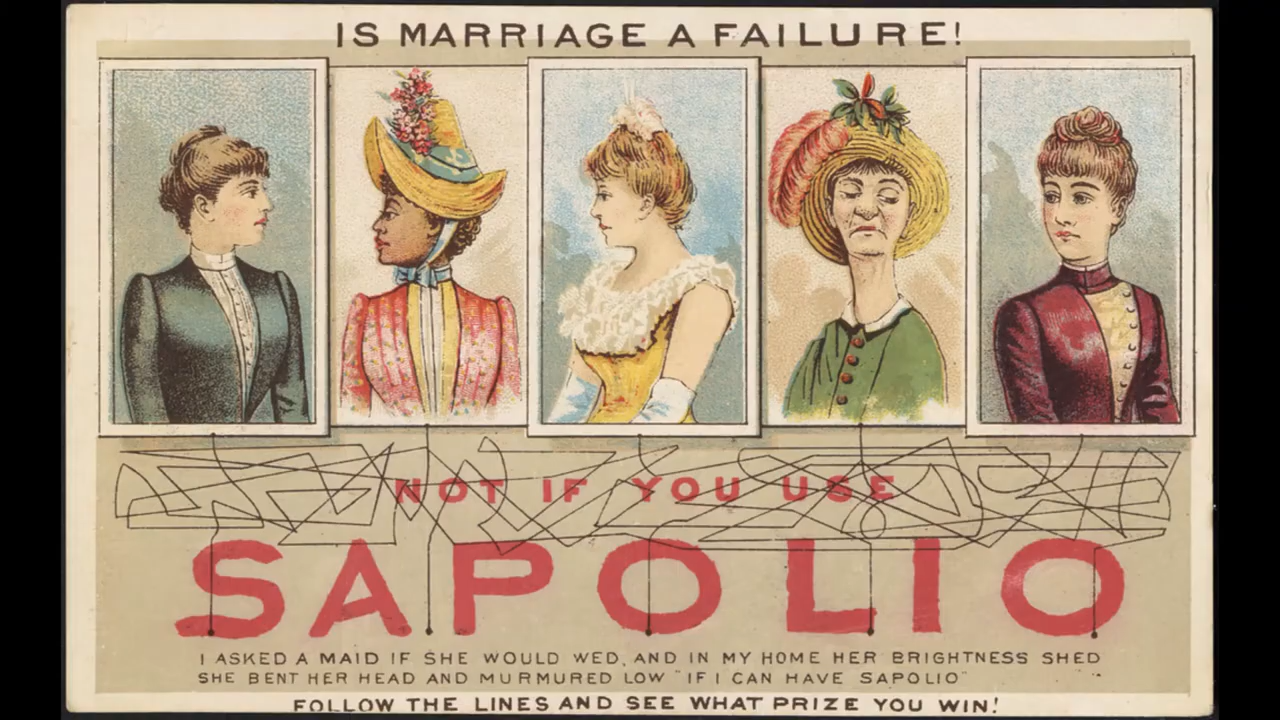 IS MARRIAGE A FAILURE!
NOT IF YOU USE
SAPOLIO
I ASKED A MAID IF SHE WOULD WED, AND IN MY HOME HER BRIGHTNESS SHED
SHE BENT HER HEAD AND MURMURED LOW "IF I CAN HAVE SAPOLIO"
FOLLOW THE LINES AND SEE WHAT PRIZE YOU WIN!